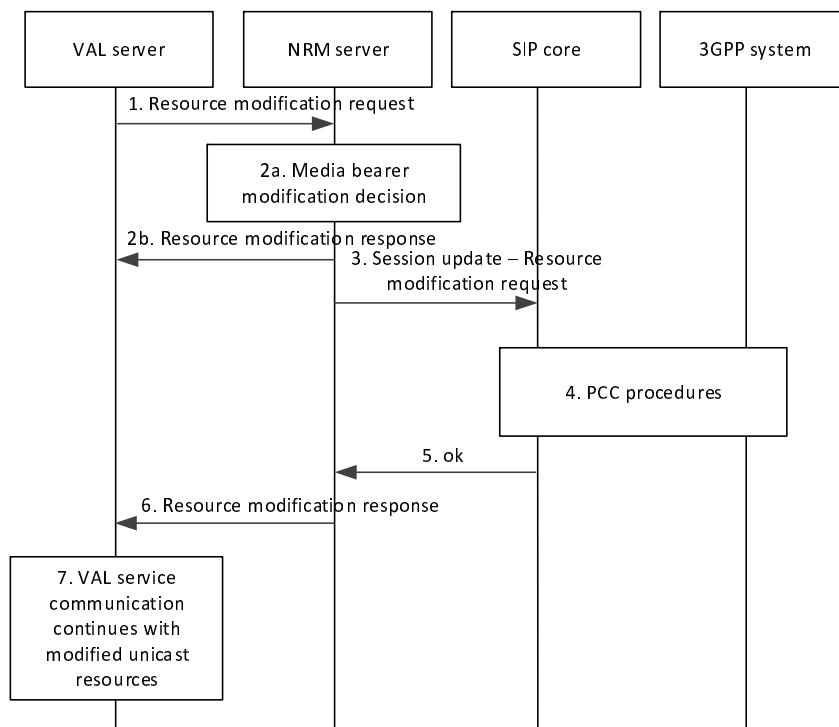 VAL server
NRM server
SIP core
3GPP system
1. Resource modification request
2a. Media bearer
modification decision
2b. Resource modification response
3. Session update – Resource
modification request
4. PCC procedures
5. ok
6. Resource modification response
7. VAL service
communication
continues with
modified unicast
resources